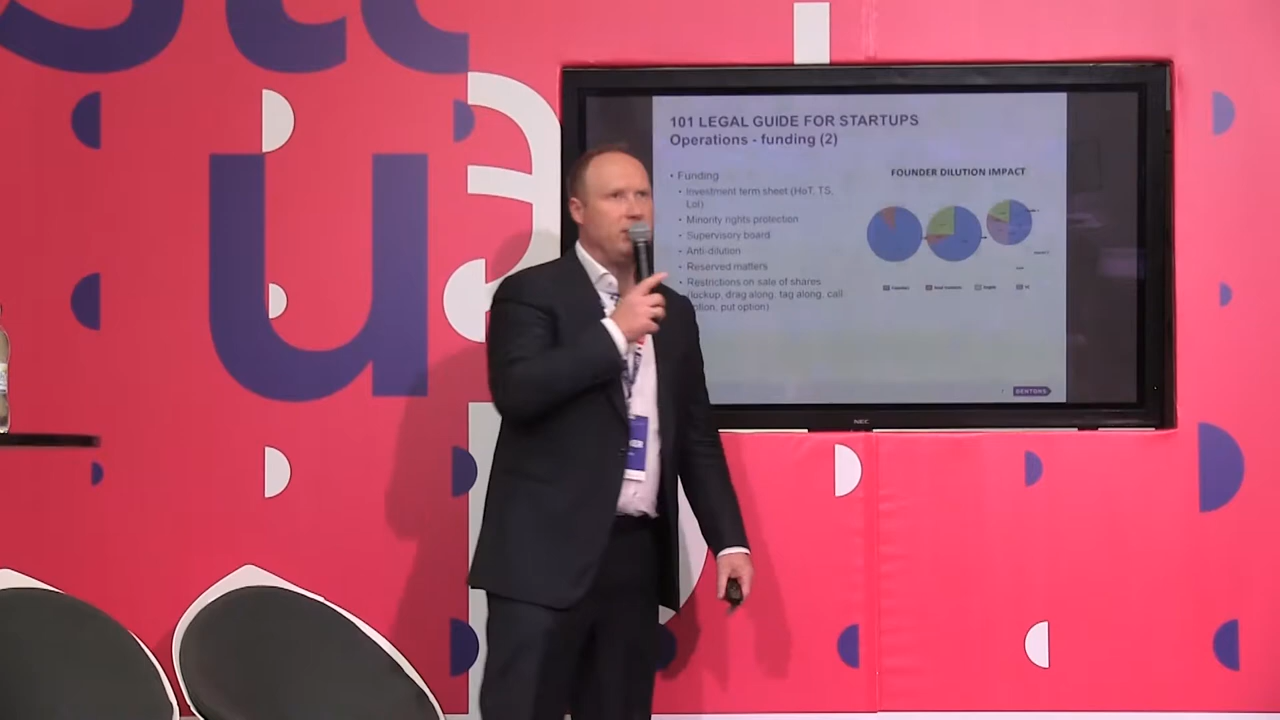 u
101 LEGAL GUIDE FOR STARTUPS
Operations - funding (2)
• Funding
• Investment term sheet (HoT, TS,
LoI)
• Minority rights protection
• Supervisory board
• Anti-dilution
• Reserved matters
• Restrictions on sale of shares
(lockup, drag along, tag along, call
option, put option)
FOUNDER DILUTION IMPACT
DENTONS
NEC